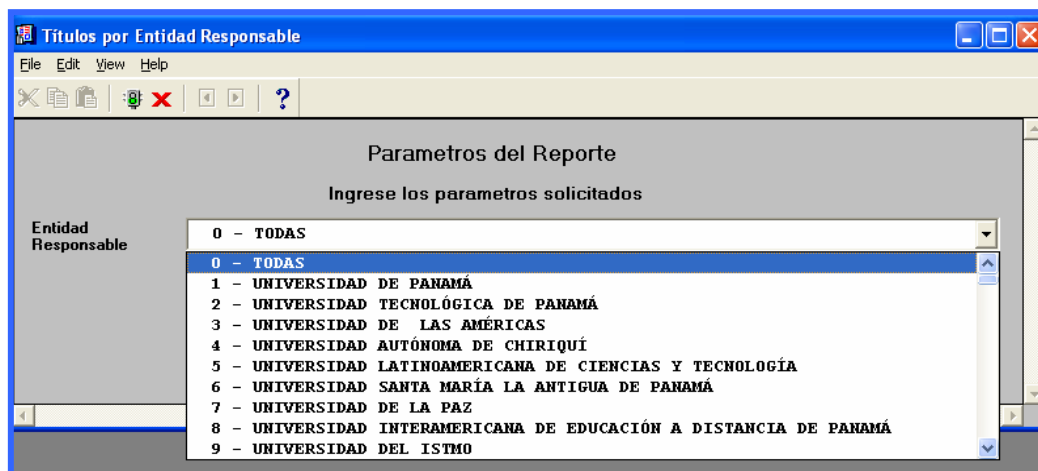 Títulos por Entidad Responsable
File Edit View Help
?
Parametros del Reporte
Ingrese los parametros solicitados
Entidad
Responsable
0 - TODAS
0 - TODAS
1 - UNIVERSIDAD DE PANAMÁ
2 - UNIVERSIDAD TECNOLÓGICA DE PANAMÁ
3 - UNIVERSIDAD DE  LAS AMÉRICAS
4 - UNIVERSIDAD AUTÓNOMA DE CHIRIQUÍ
5 - UNIVERSIDAD LATINOAMERICANA DE CIENCIAS Y TECNOLOGÍA
6 - UNIVERSIDAD SANTA MARÍA LA ANTIGUA DE PANAMÁ
7 - UNIVERSIDAD DE LA PAZ
8 - UNIVERSIDAD INTERAMERICANA DE EDUCACIÓN A DISTANCIA DE PANAMÁ
9 - UNIVERSIDAD DEL ISTMO